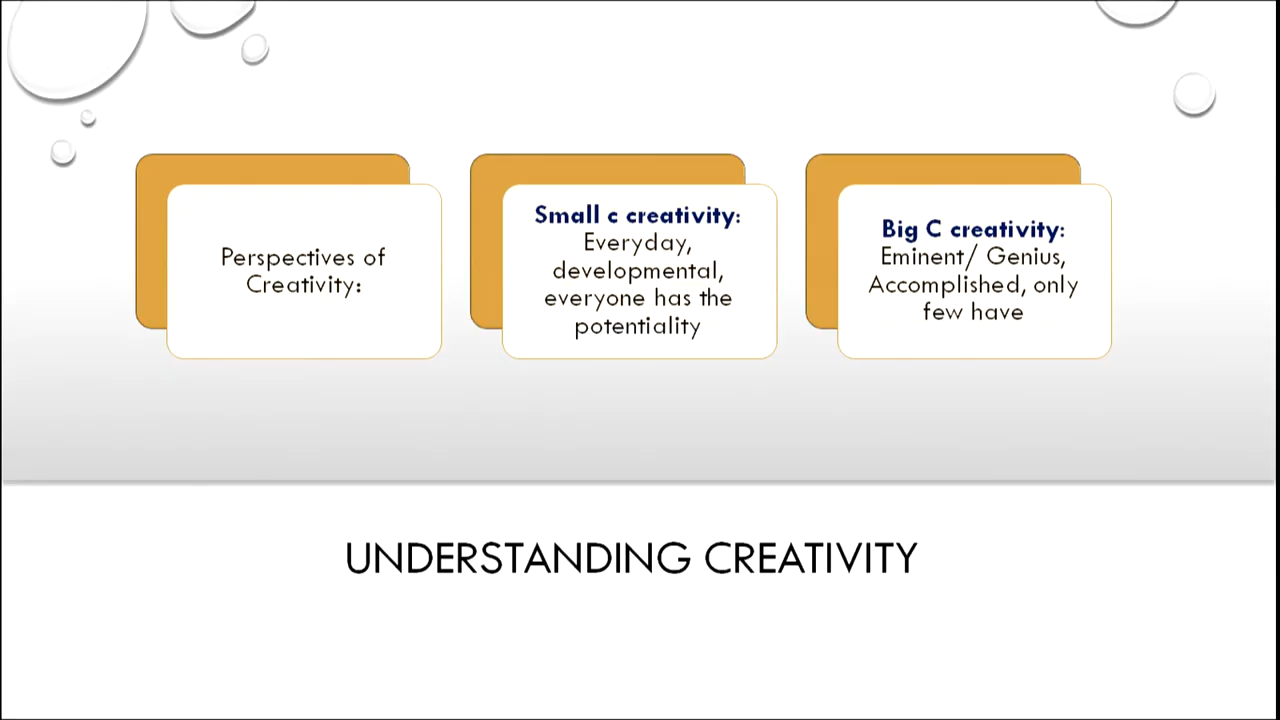 Perspectives of
Creativity:
Small c creativity:
Everyday,
developmental,
everyone has the
potentiality
Big C creativity:
Eminent/ Genius,
Accomplished, only
few have
UNDERSTANDING CREATIVITY